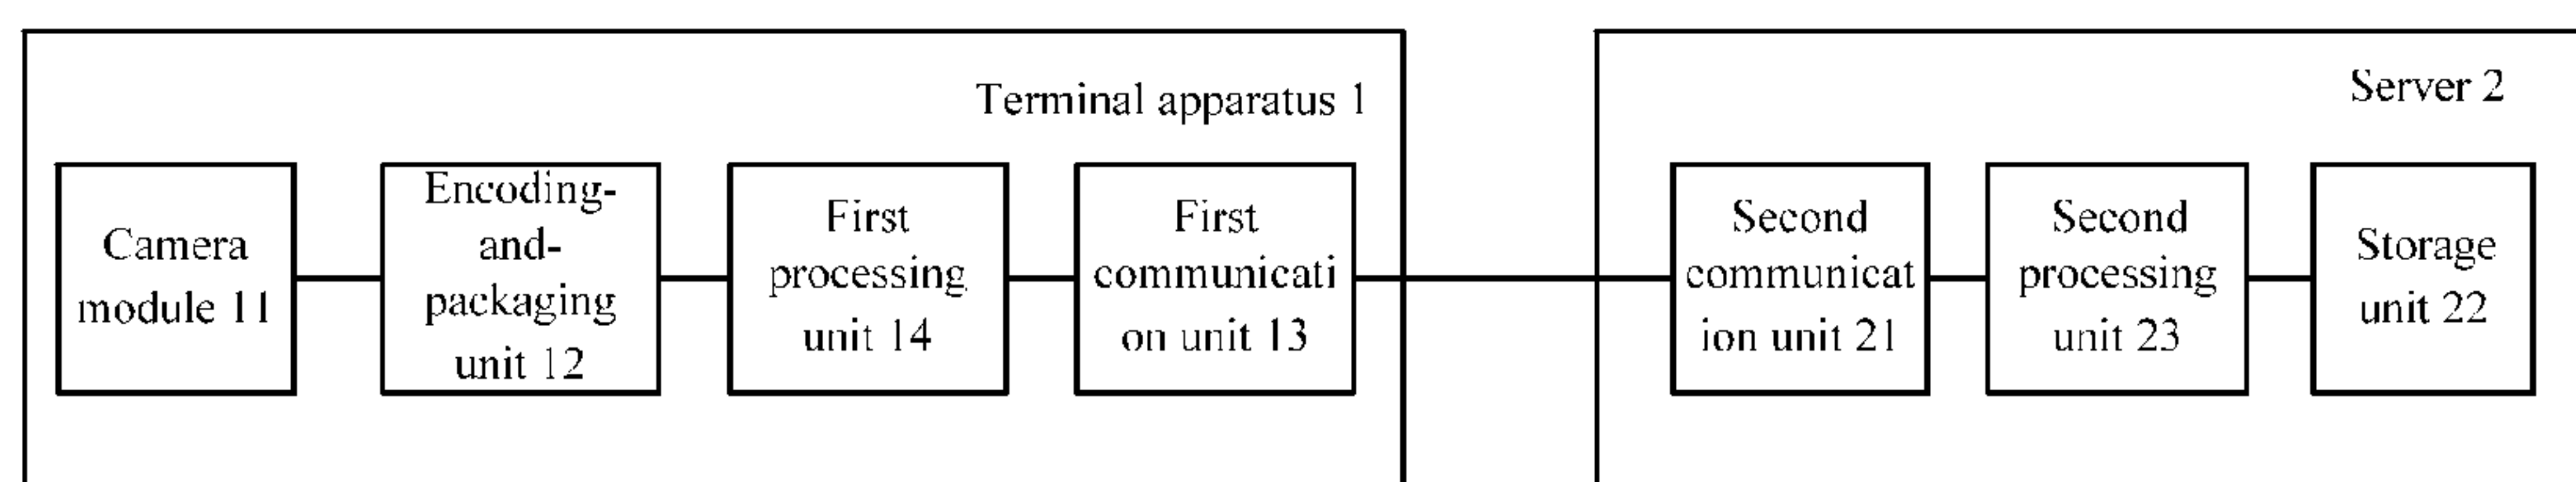 Terminal apparatus 1
Server 2
Camera
module 11
Encoding-
and-
packaging
unit 12
First
processing
unit 14
First
communicati
on unit 13
Second
communicat
ion unit 21
Second
processing
unit 23
Storage
unit 22